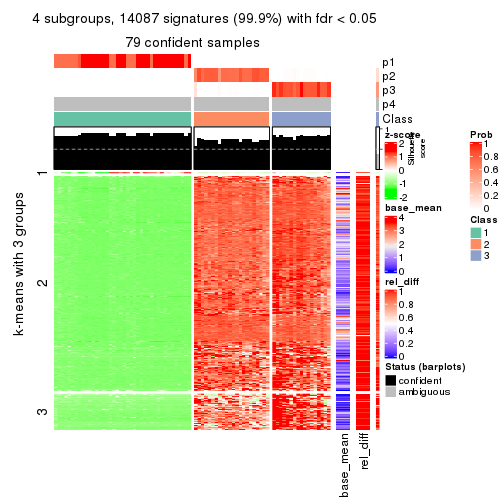 4 subgroups, 14087 signatures (99.9%) with fdr < 0.05
79 confident samples
p1
p2
p3
p4
Class
1
0
Silhouette
score
k-means with 3 groups
1
2
3
base_mean
rel_diff
z-score
2
1
0
-1
-2
base_mean
4
3
2
1
0
rel_diff
1
0.8
0.6
0.4
0.2
0
Status (barplots)
confident
ambiguous
Prob
1
0.8
0.6
0.4
0.2
0
Class
1
2
3